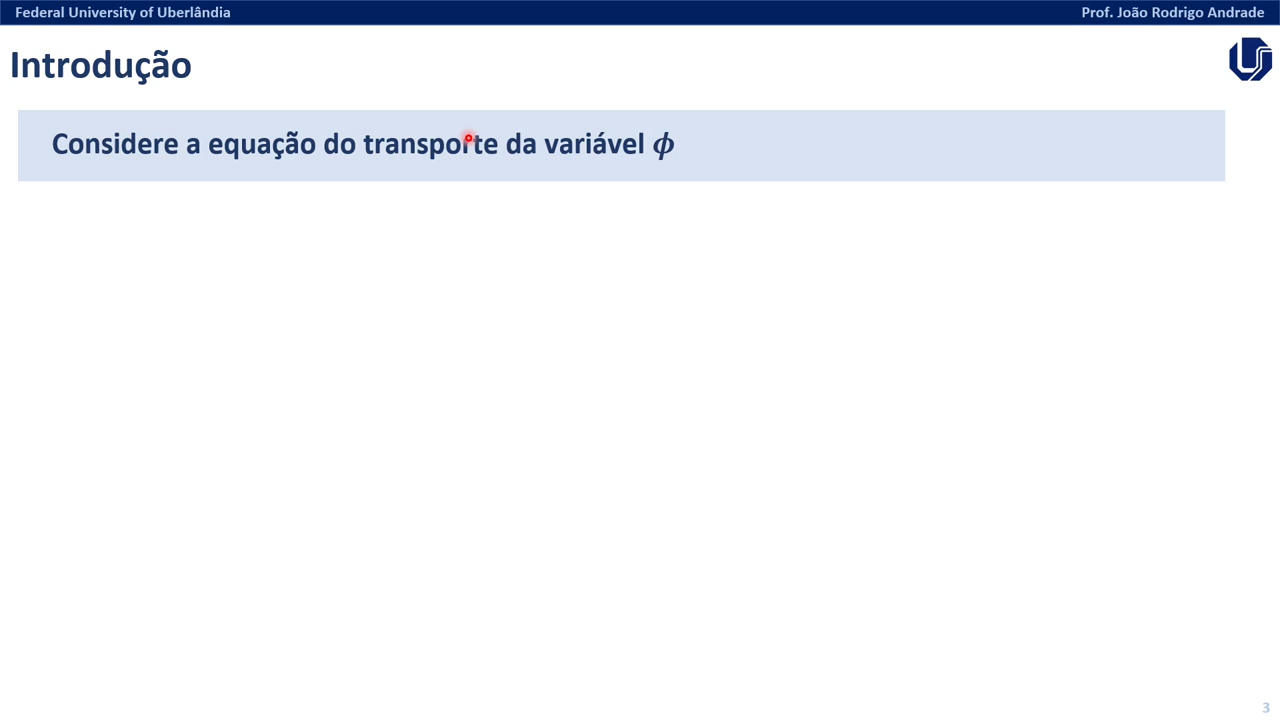 Federal University of Uberlândia
Prof. João Rodrigo Andrade
Introdução
Considere a equação do transporte da variável ϕ
3